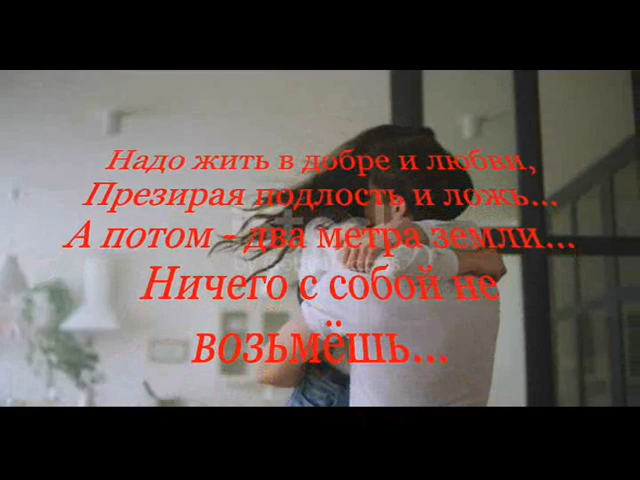 Надо жить в добре и любви,
Презирая подлость и ложь...
А потом - два метра земли...
Ничего с собой не
возьмёшь...